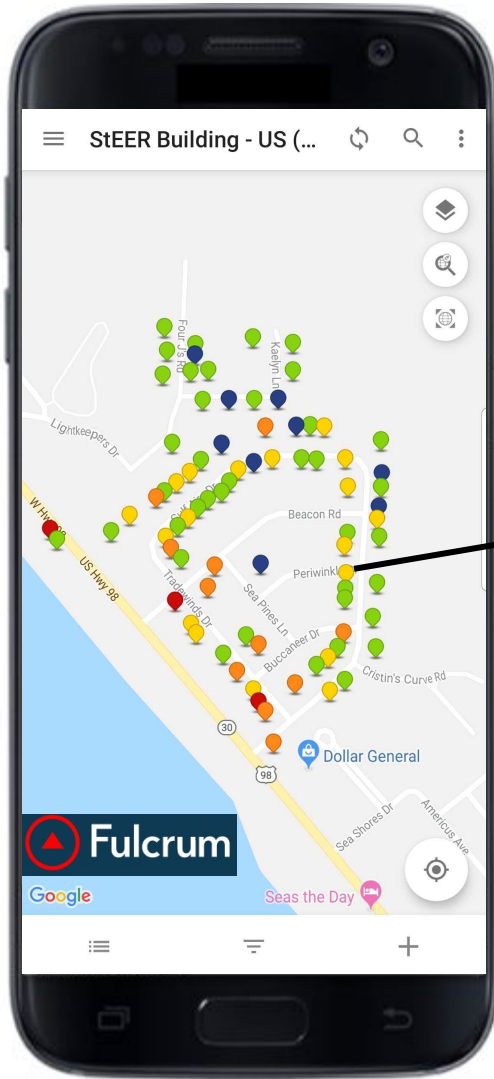 StEER Building - US (...
Four J's Rd
Kaelyn Ln
Lightkeepers Dr
Beacon Rd
W Hwy 98
US Hwy 98
Periwinkl
Tradewinds Dr
Sea Pines Ln
Buccaneer Dr
Cristin's Curve Rd
30
98
Dollar General
Sea Shores Dr
Americus Ave
Fulcrum
Google
Seas the Day